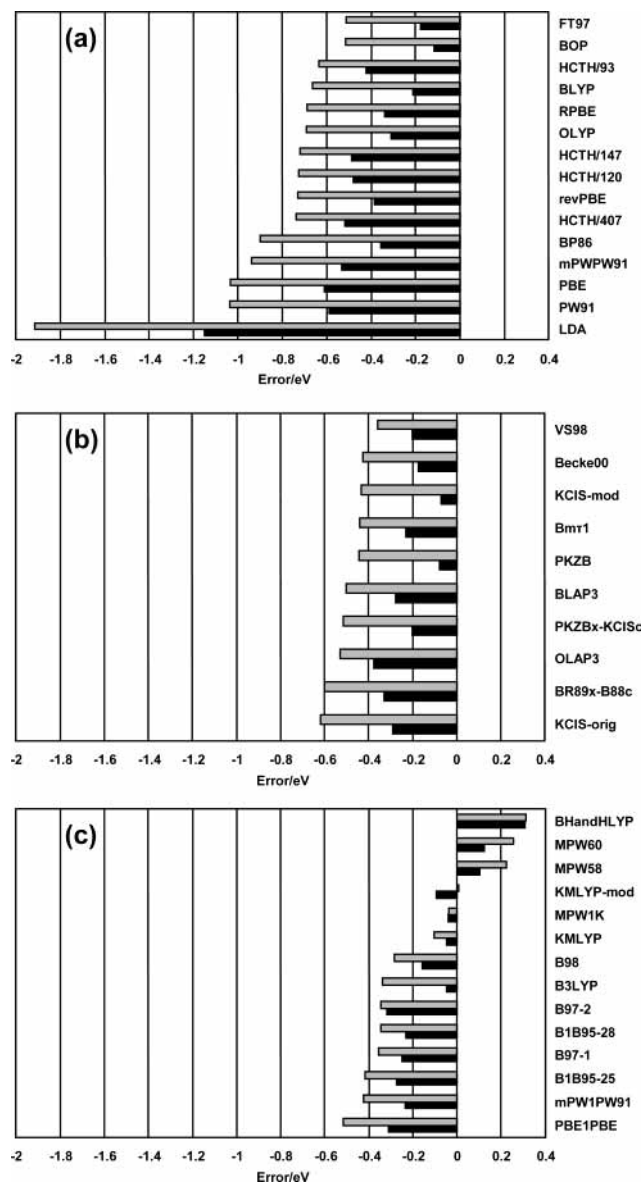 (a)
FT97
BOP
HCTH/93
BLYP
RPBE
OLYP
HCTH/147
HCTH/120
revPBE
HCTH/407
BP86
mPWPW91
PBE
PW91
LDA
-2 -1.8 -1.6 -1.4 -1.2 -1 -0.8 -0.6 -0.4 -0.2 0 0.2 0.4
Error/eV
(b)
VS98
Becke00
KCIS-mod
Bmτ1
PKZB
BLAP3
PKZBx-KCISc
OLAP3
BR89x-B88c
KCIS-orig
-2 -1.8 -1.6 -1.4 -1.2 -1 -0.8 -0.6 -0.4 -0.2 0 0.2 0.4
Error/eV
(c)
BHandHLYP
MPW60
MPW58
KMLYP-mod
MPW1K
KMLYP
B98
B3LYP
B97-2
B1B95-28
B97-1
B1B95-25
mPW1PW91
PBE1PBE
-2 -1.8 -1.6 -1.4 -1.2 -1 -0.8 -0.6 -0.4 -0.2 0 0.2 0.4
Error/eV